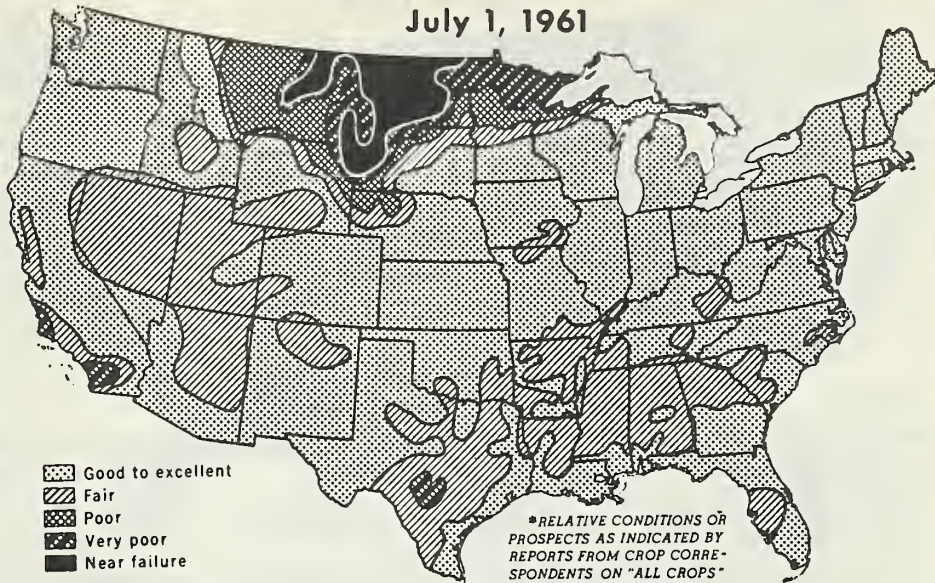 July 1, 1961
Good to excellent
Fair
Poor
Very poor
Near failure
*RELATIVE CONDITIONS OR
PROSPECTS AS INDICATED BY
REPORTS FROM CROP CORRE-
SPONDENTS ON "ALL CROPS"